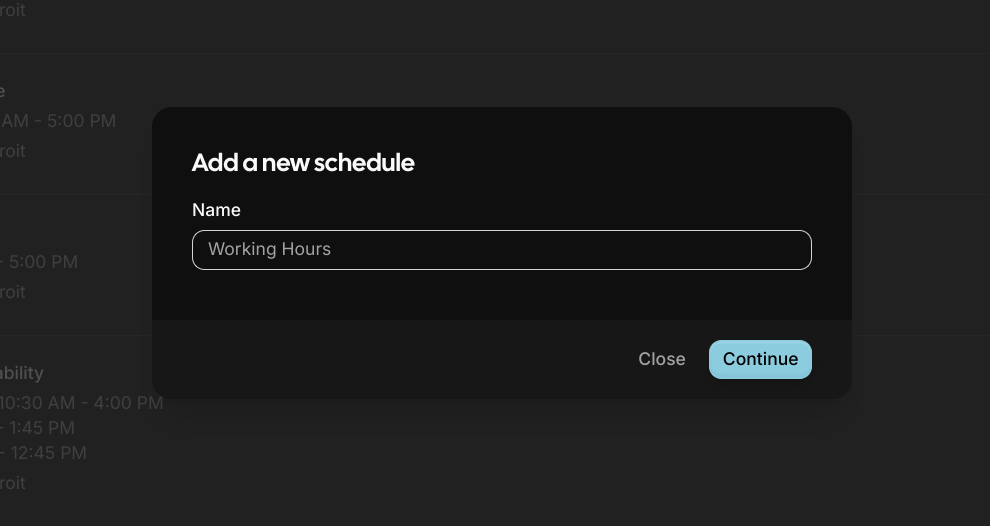 roit
e
AM - 5:00 PM
roit
- 5:00 PM
roit
ability
10:30 AM - 4:00 PM
- 1:45 PM
- 12:45 PM
roit
Add a new schedule
Name
Working Hours
Close
Continue